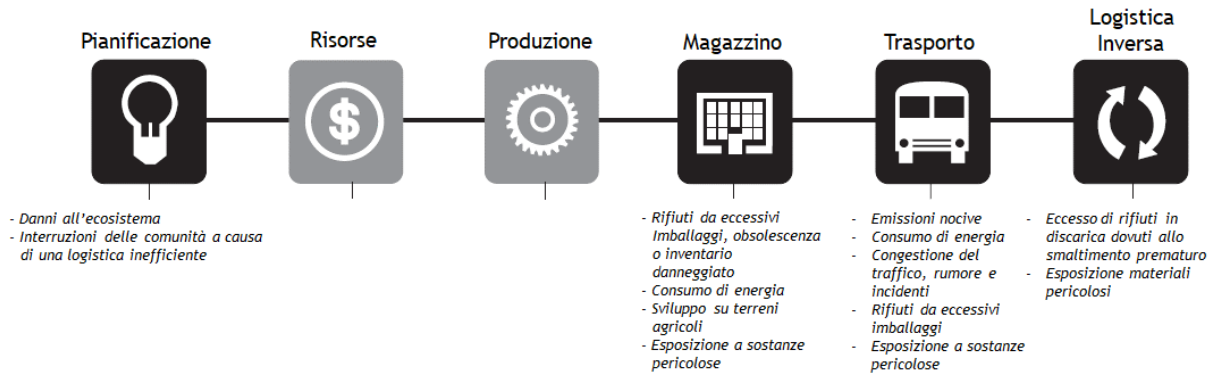 Pianificazione
Risorse
Produzione
Magazzino
Trasporto
Logistica
Inversa
$
- Danni all'ecosistema
- Interruzioni delle comunità a causa
di una logistica inefficiente
- Rifiuti da eccessivi
Imballaggi, obsolescenza
o inventario
danneggiato
- Consumo di energia
- Sviluppo su terreni
agricoli
- Esposizione a sostanze
pericolose
- Emissioni nocive
- Consumo di energia
- Congestione del
traffico, rumore e
incidenti
- Rifiuti da eccessivi
imballaggi
- Esposizione a sostanze
pericolose
- Eccesso di rifiuti in
discarica dovuti allo
smaltimento prematuro
- Esposizione materiali
pericolosi